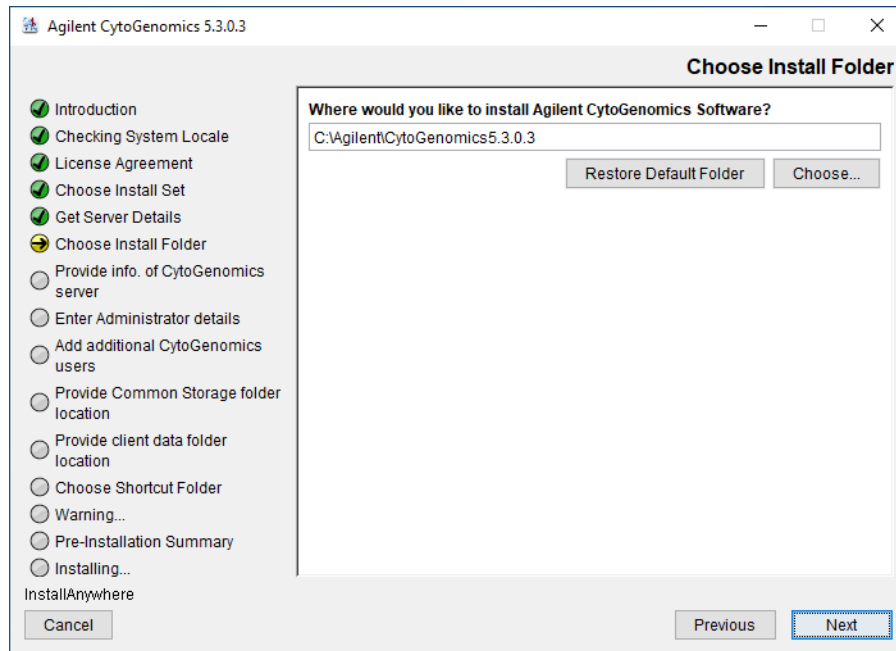 Agilent CytoGenomics 5.3.0.3
Choose Install Folder
Introduction
Checking System Locale
License Agreement
Choose Install Set
Get Server Details
Choose Install Folder
Provide info. of CytoGenomics
server
Enter Administrator details
Add additional CytoGenomics
users
Provide Common Storage folder
location
Provide client data folder
location
Choose Shortcut Folder
Warning...
Pre-Installation Summary
Installing...
Where would you like to install Agilent CytoGenomics Software?
C:\Agilent\CytoGenomics5.3.0.3
Restore Default Folder
Choose...
InstallAnywhere
Cancel
Previous
Next